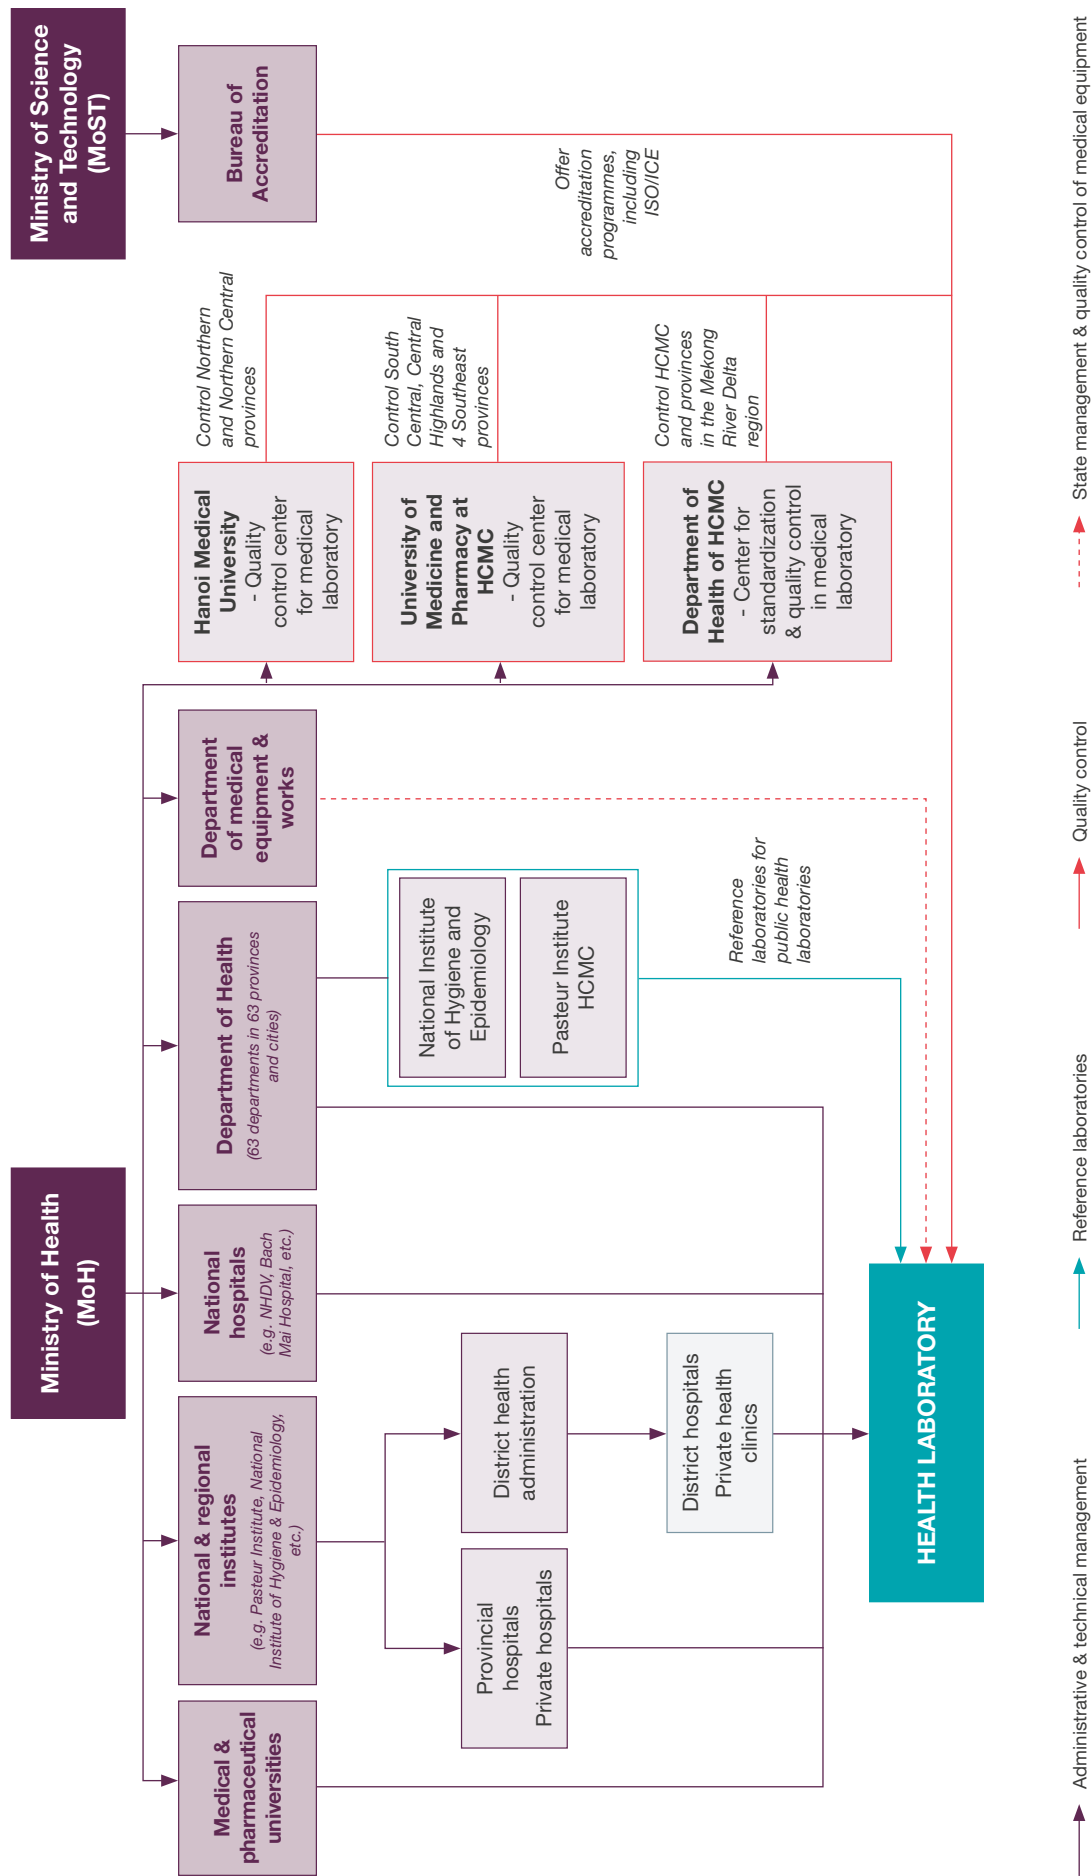 Ministry of Health
(MoH)
Ministry of Science
and Technology
(MoST)
Medical &
pharmaceutical
universities
National & regional
institutes
(e.g. Pasteur Institute, National
Institute of Hygiene & Epidemiology,
etc.)
National
hospitals
(e.g. NHDV, Bach
Mai Hospital, etc.)
Department of Health
(63 departments in 63 provinces
and cities)
Department
of medical
equipment &
works
Hanoi Medical
University
- Quality
control center
for medical
laboratory
Control Northern
and Northern Central
provinces
Bureau of
Accreditation
University of
Medicine and
Pharmacy at
HCMC
- Quality
control center
for medical
laboratory
Control South
Central, Central
Highlands and
4 Southeast
provinces
Department of
Health of HCMC
- Center for
standardization
& quality control
in medical
laboratory
Control HCMC
and provinces
in the Mekong
River Delta
region
Offer
accreditation
programmes,
including
ISO/ICE
National Institute
of Hygiene and
Epidemiology
Pasteur Institute
HCMC
Reference
laboratories for
public health
laboratories
Provincial
hospitals
Private hospitals
District health
administration
District hospitals
Private health
clinics
HEALTH LABORATORY
Administrative & technical management
Reference laboratories
Quality control
State management & quality control of medical equipment